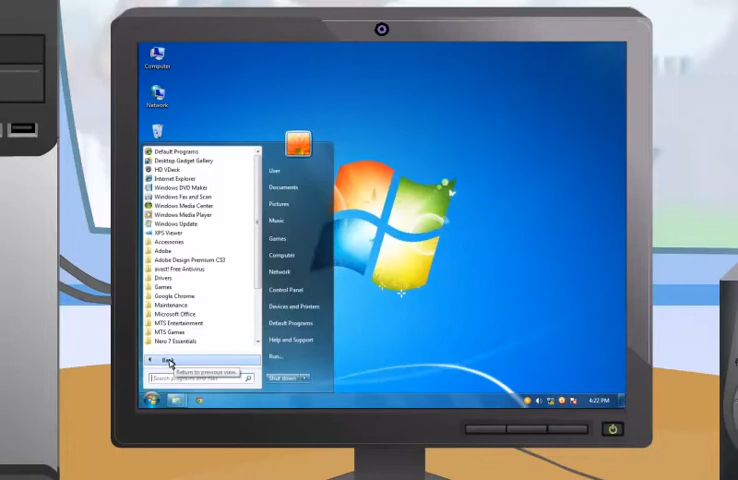 Computer
Network
Default Programs
Desktop Gadget Gallery
HD VDeck
Internet Explorer
Windows DVD Maker
Windows Fax and Scan
Windows Media Center
Windows Media Player
Windows Update
XPS Viewer
Accessories
Adobe
Adobe Design Premium CS3
avast! Free Antivirus
Drivers
Games
Google Chrome
Maintenance
Microsoft Office
MTS Entertainment
MTS Games
Nero 7 Essentials
Back
Return to previous view.
Search programs and files
User
Documents
Pictures
Music
Games
Computer
Network
Control Panel
Devices and Printers
Default Programs
Help and Support
Run...
Shut down
6:22 PM